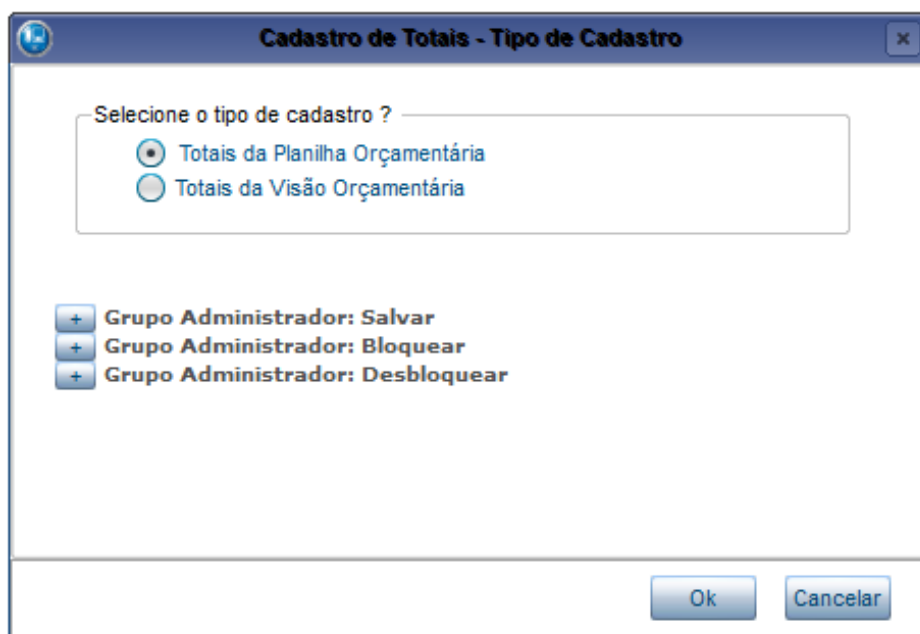 Cadastro de Totais - Tipo de Cadastro
Selecione o tipo de cadastro ?
Totais da Planilha Orçamentária
Totais da Visão Orçamentária
+ Grupo Administrador: Salvar
+ Grupo Administrador: Bloquear
+ Grupo Administrador: Desbloquear
Ok Cancelar